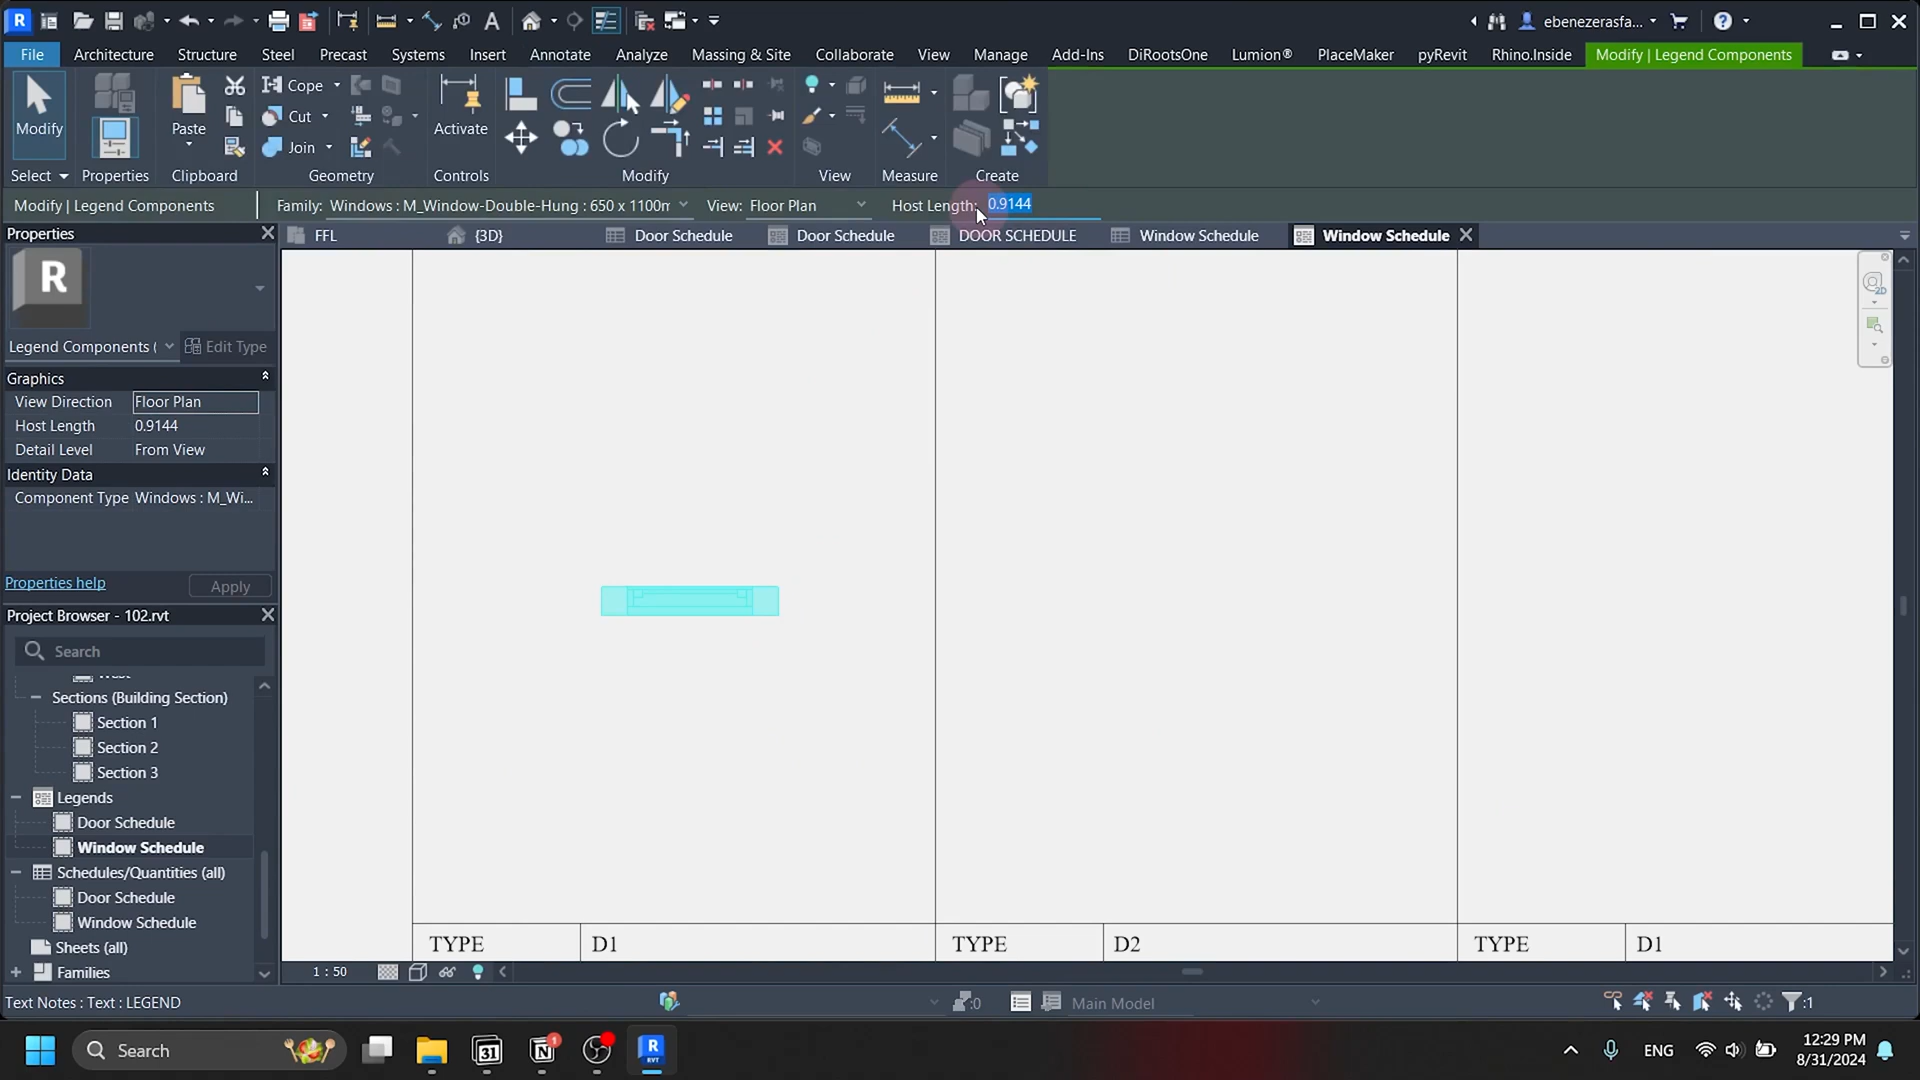 ebenezerasfa...
File
Architecture
Structure
Steel
Precast
Systems
Insert
Annotate
Analyze
Massing & Site
Collaborate
View
Manage
Add-Ins
DiRootsOne
Lumion®
PlaceMaker
pyRevit
Rhino.Inside
Modify | Legend Components
Modify
Paste
Cope
Cut
Join
Activate
Select
Properties
Clipboard
Geometry
Controls
Modify
View
Measure
Create
Modify | Legend Components
Family: Windows : M_Window-Double-Hung : 650 x 1100m
View: Floor Plan
Host Length: 0.9144
Properties
FFL
{3D}
Door Schedule
Door Schedule
DOOR SCHEDULE
Window Schedule
Window Schedule
R
Legend Components (
Edit Type
Graphics
View Direction Floor Plan
Host Length 0.9144
Detail Level From View
Identity Data
Component Type Windows : M_Wi...
Properties help
Apply
Project Browser - 102.rvt
Search
West
Sections (Building Section)
Section 1
Section 2
Section 3
Legends
Door Schedule
Window Schedule
Schedules/Quantities (all)
Door Schedule
Window Schedule
Sheets (all)
Families
TYPE D1 TYPE D2 TYPE D1
1 : 50
Text Notes : Text : LEGEND
:0
Main Model
:1
Search
31
1
ENG
12:29 PM
8/31/2024